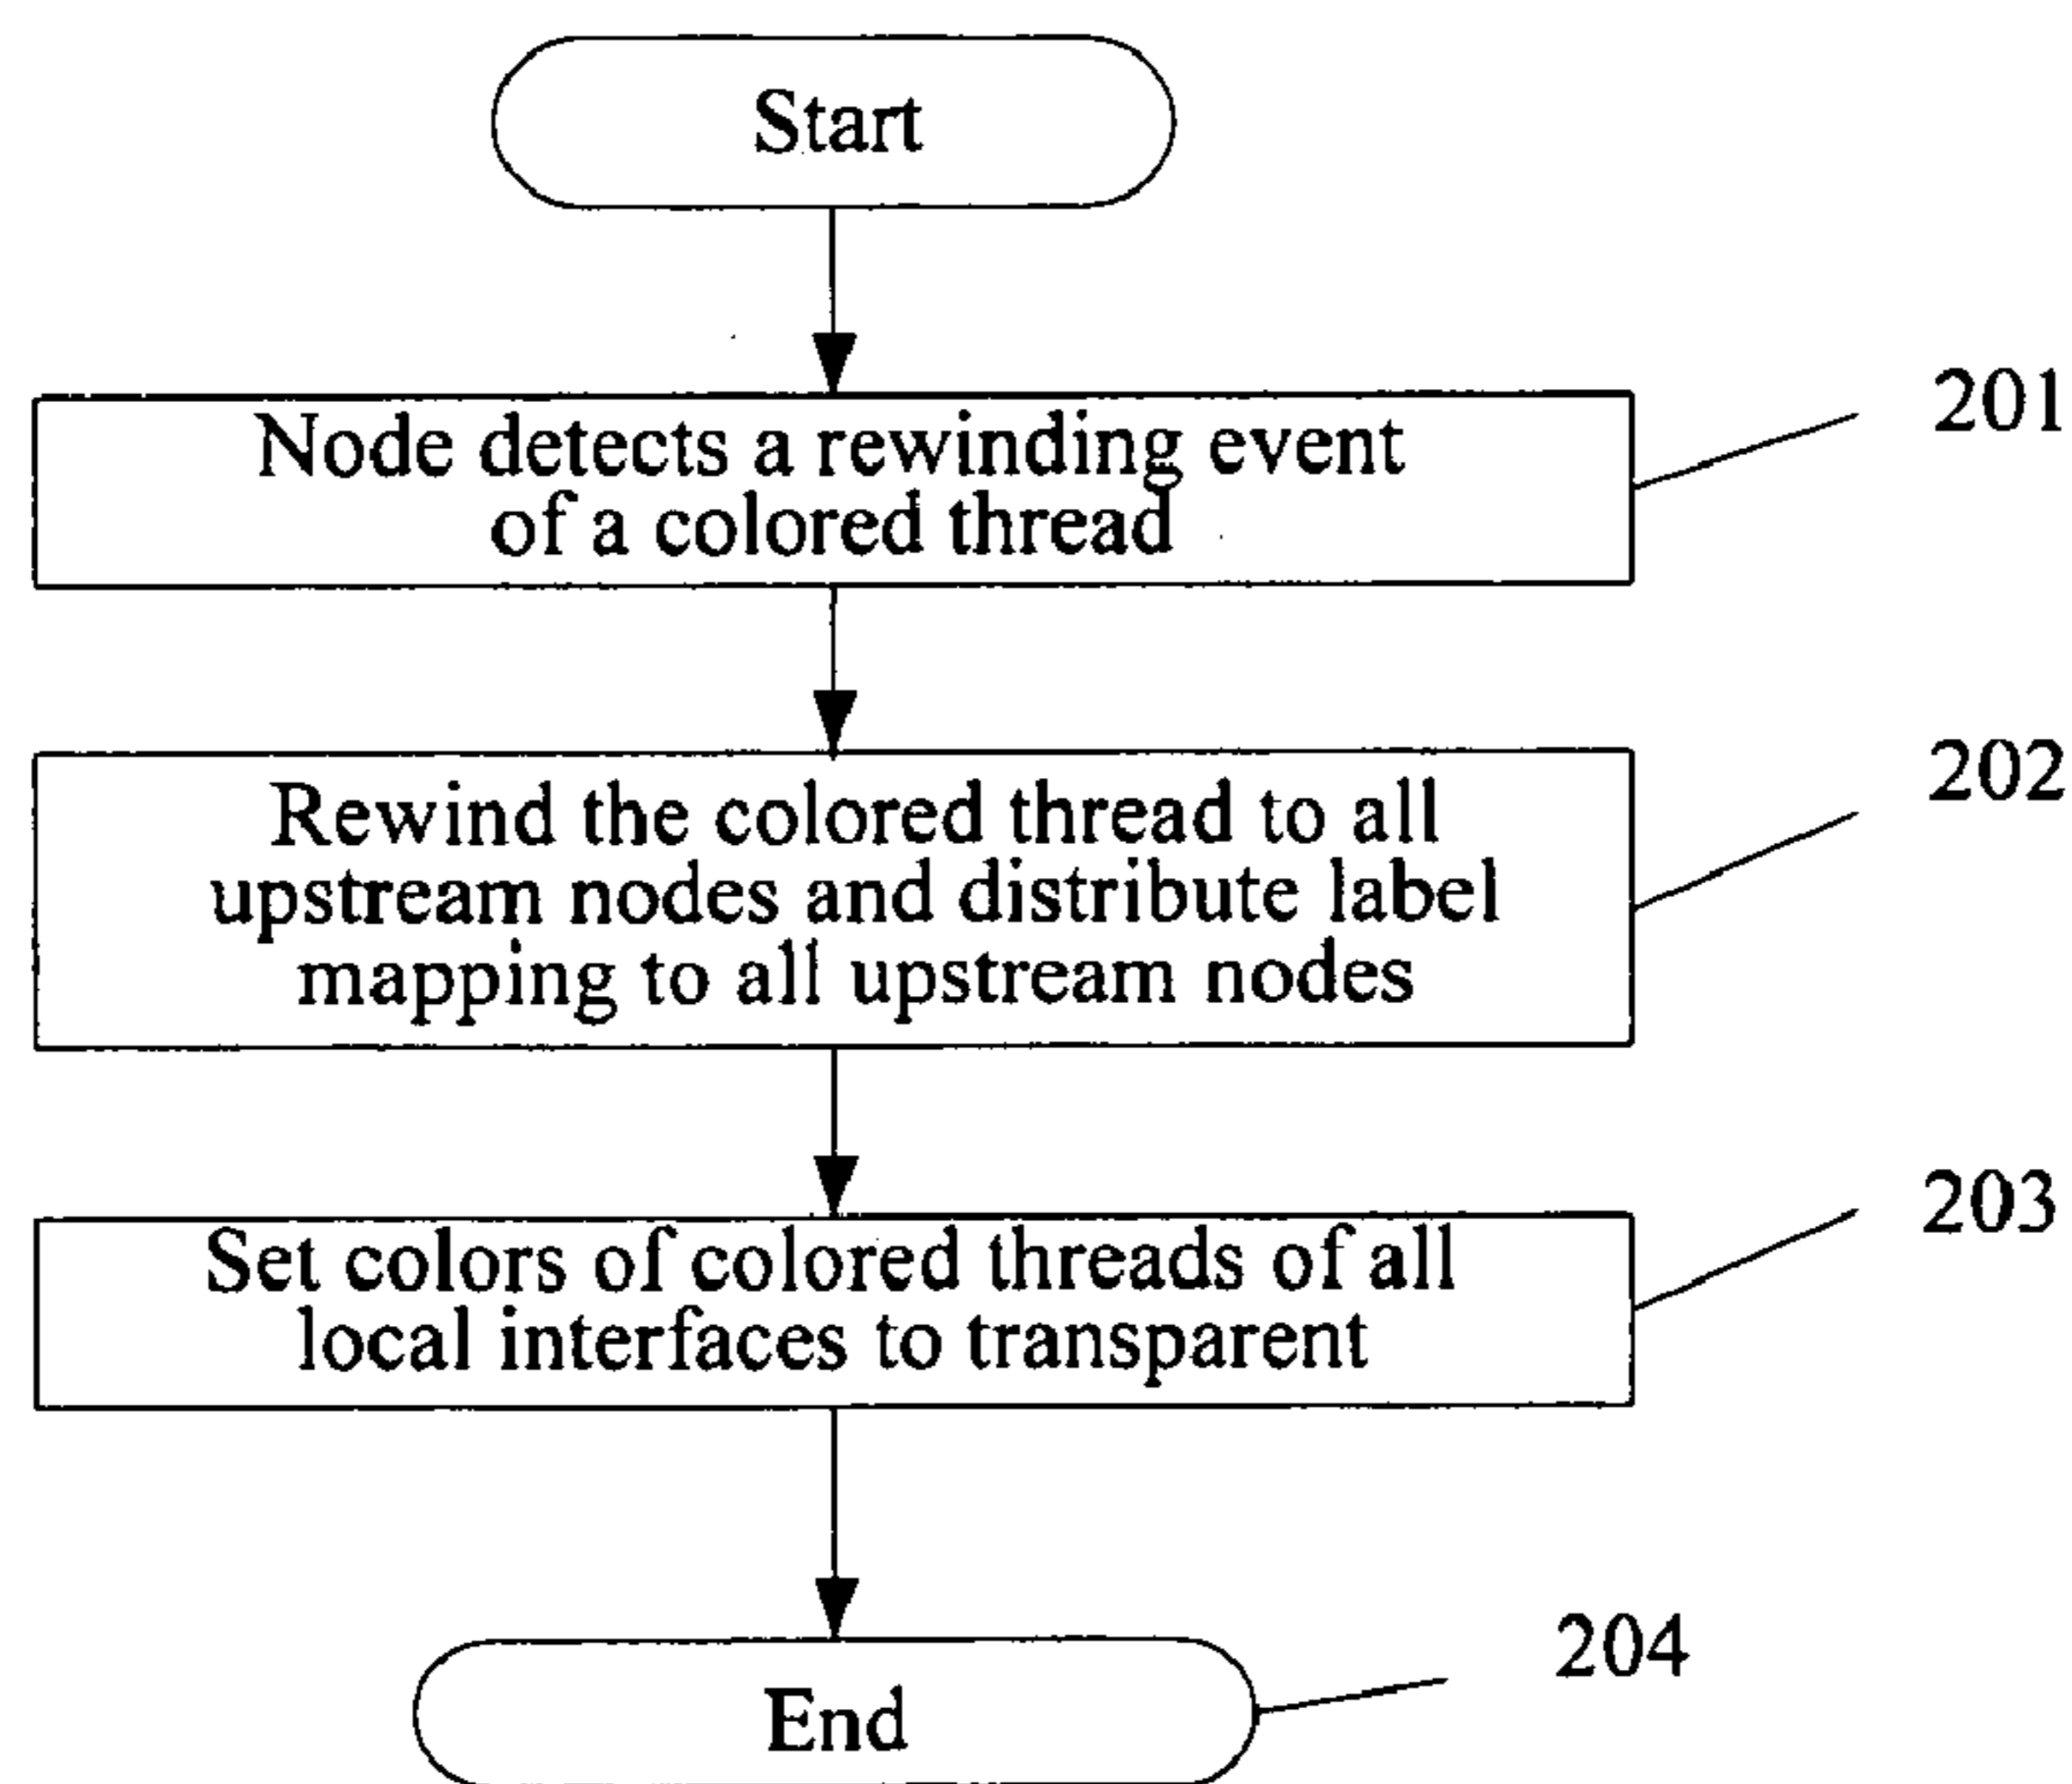 Start
Node detects a rewinding event
of a colored thread
201
Rewind the colored thread to all
upstream nodes and distribute label
mapping to all upstream nodes
202
Set colors of colored threads of all
local interfaces to transparent
203
End
204